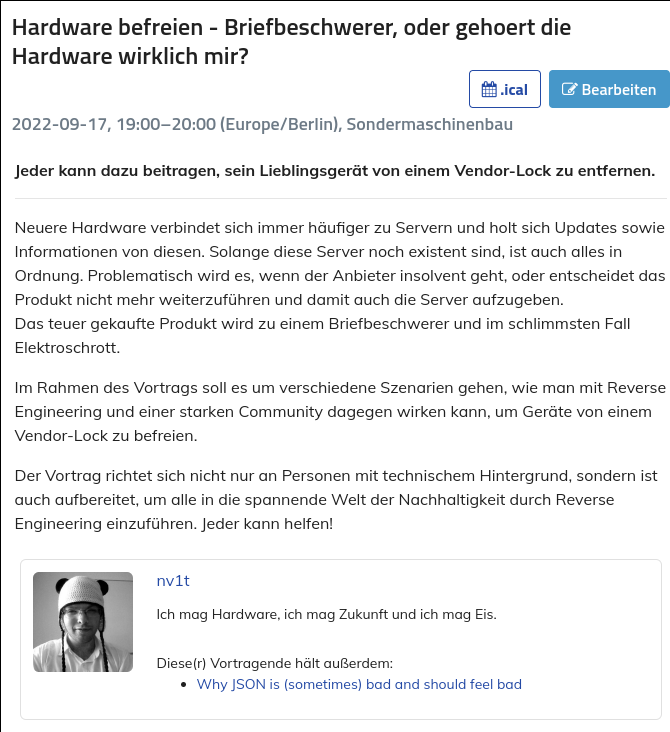 Hardware befreien - Briefbeschwerer, oder gehoert die
Hardware wirklich mir?
.ical
Bearbeiten
2022-09-17, 19:00–20:00 (Europe/Berlin), Sondermaschinenbau
Jeder kann dazu beitragen, sein Lieblingsgerät von einem Vendor-Lock zu entfernen.
Neuere Hardware verbindet sich immer häufiger zu Servern und holt sich Updates sowie
Informationen von diesen. Solange diese Server noch existent sind, ist auch alles in
Ordnung. Problematisch wird es, wenn der Anbieter insolvent geht, oder entscheidet das
Produkt nicht mehr weiterzuführen und damit auch die Server aufzugeben.
Das teuer gekaufte Produkt wird zu einem Briefbeschwerer und im schlimmsten Fall
Elektroschrott.
Im Rahmen des Vortrags soll es um verschiedene Szenarien gehen, wie man mit Reverse
Engineering und einer starken Community dagegen wirken kann, um Geräte von einem
Vendor-Lock zu befreien.
Der Vortrag richtet sich nicht nur an Personen mit technischem Hintergrund, sondern ist
auch aufbereitet, um alle in die spannende Welt der Nachhaltigkeit durch Reverse
Engineering einzuführen. Jeder kann helfen!
nv1t
Ich mag Hardware, ich mag Zukunft und ich mag Eis.
Diese(r) Vortragende hält außerdem:
• Why JSON is (sometimes) bad and should feel bad